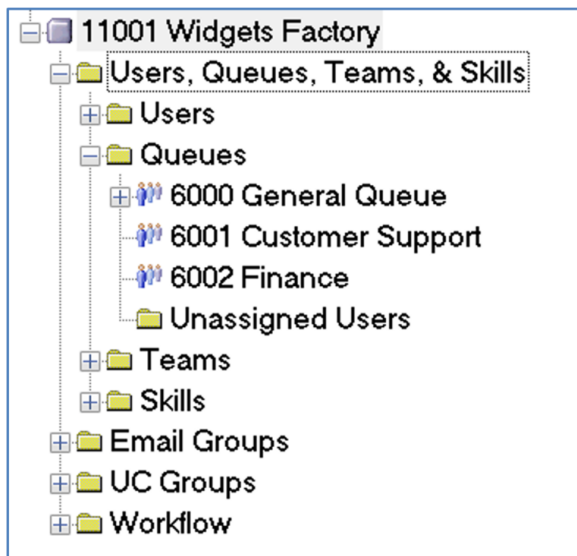 11001 Widgets Factory
Users, Queues, Teams, & Skills
Users
Queues
6000 General Queue
6001 Customer Support
6002 Finance
Unassigned Users
Teams
Skills
Email Groups
UC Groups
Workflow